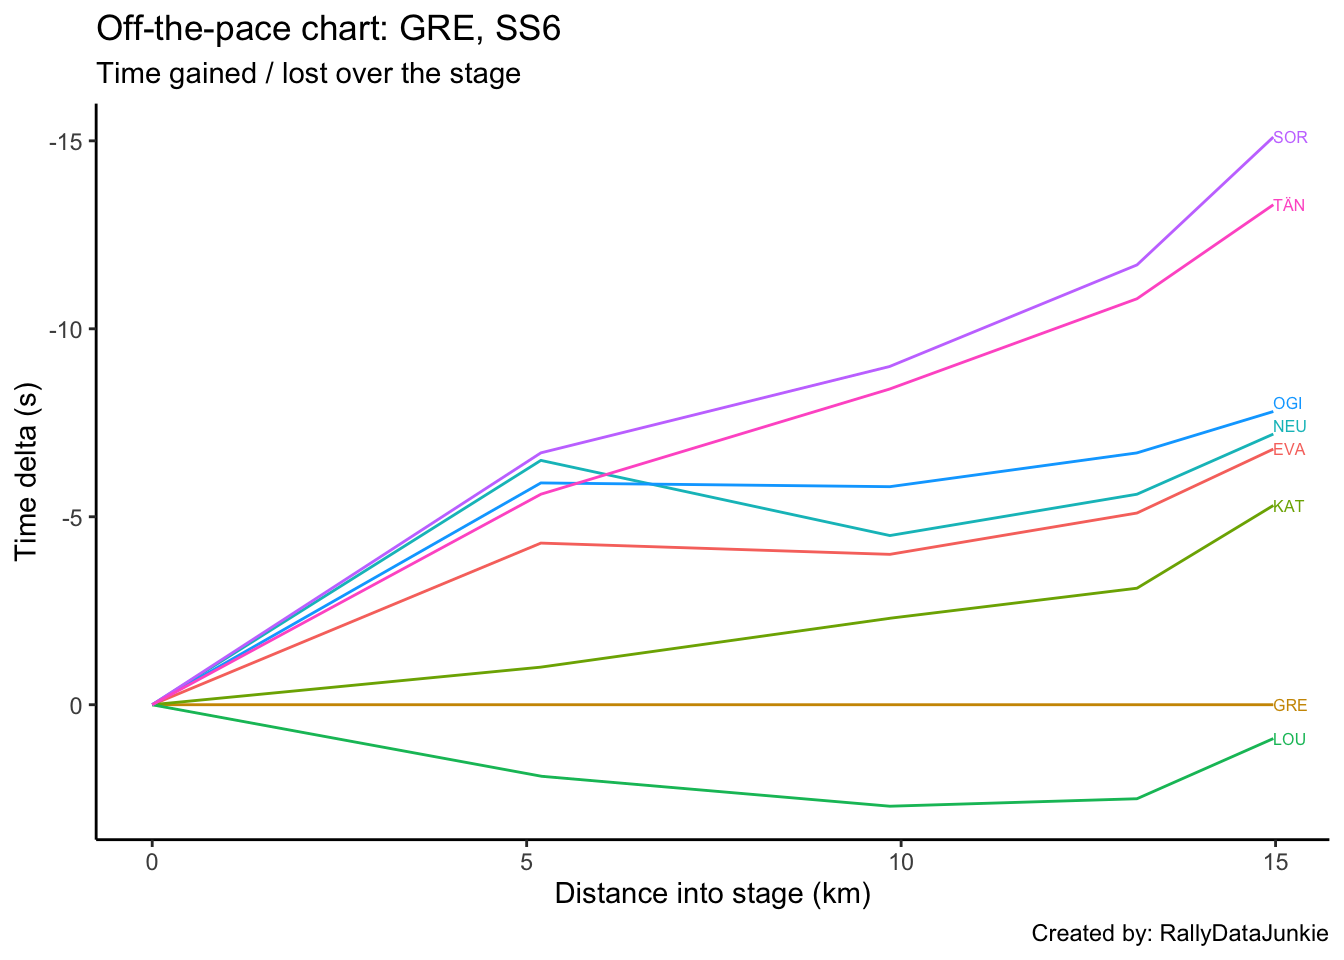 Off-the-pace chart: GRE, SS6
Time gained / lost over the stage
Time delta (s)
-15
-10
-5
0
SOR
TÄN
OGI
NEU
EVA
KAT
GRE
LOU
0 5 10 15
Distance into stage (km)
Created by: RallyDataJunkie